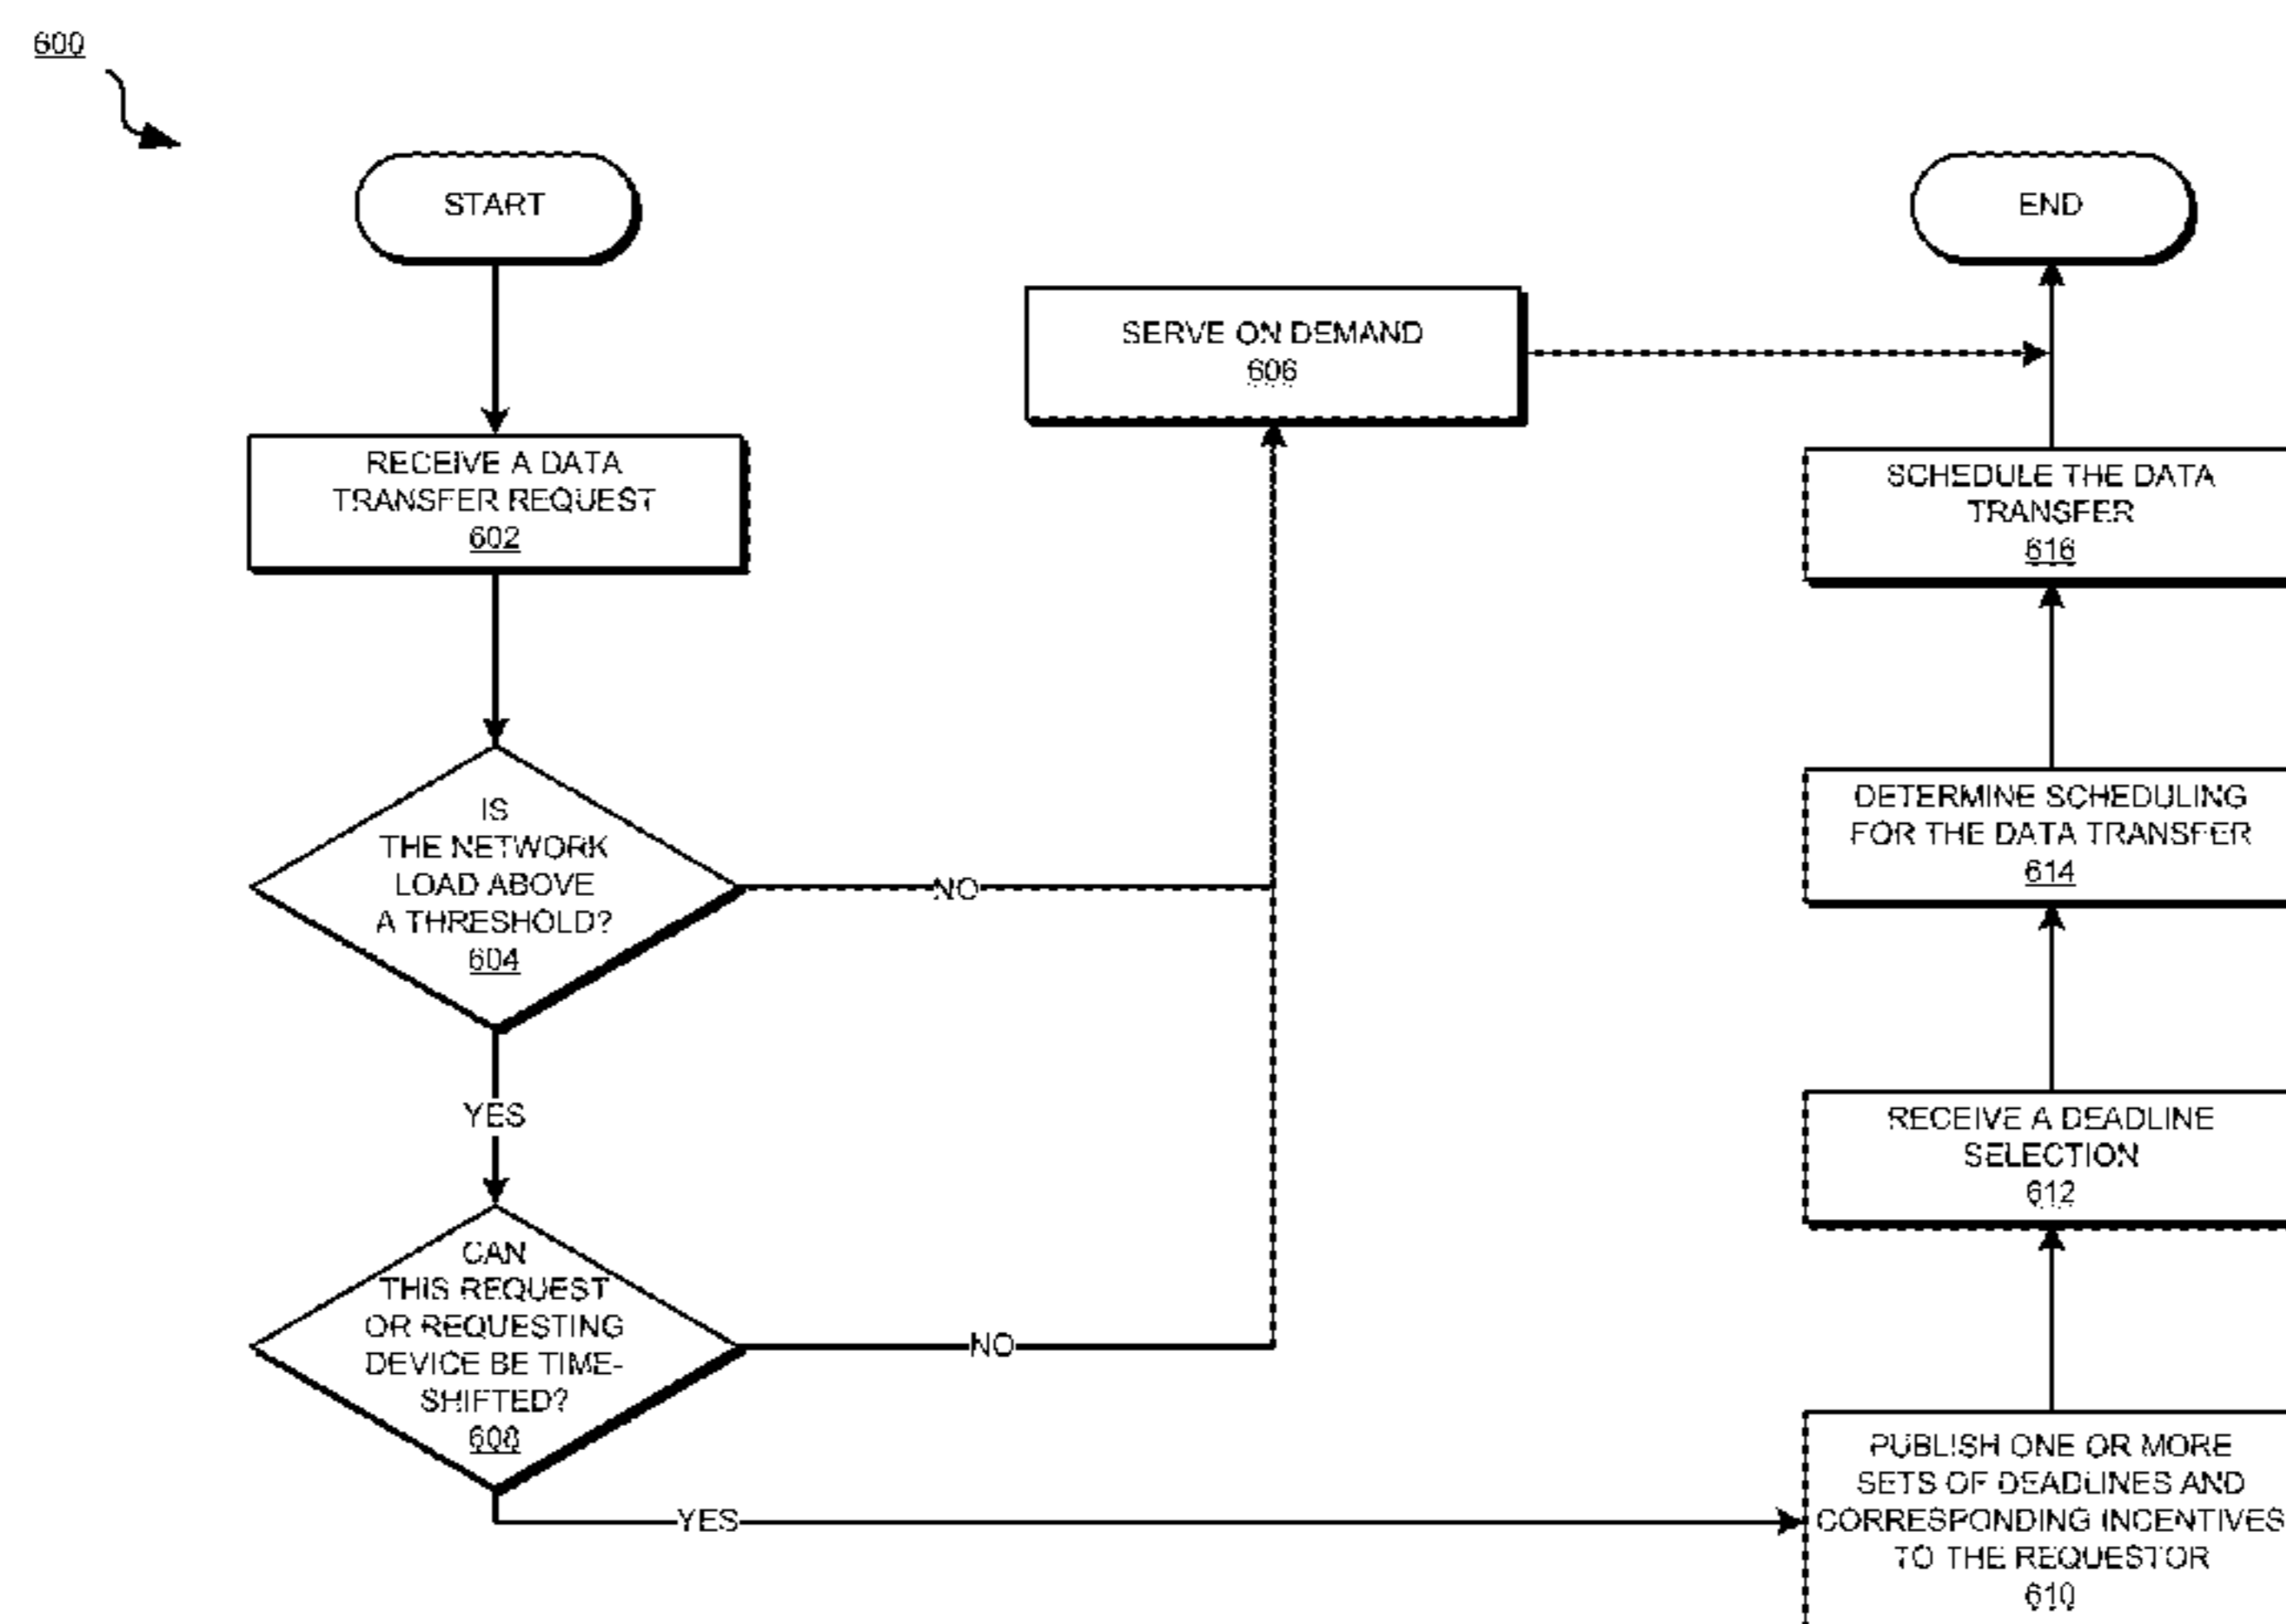 600
START
RECEIVE A DATA
TRANSFER REQUEST
602
IS
THE NETWORK
LOAD ABOVE
A THRESHOLD?
604
NO
YES
CAN
THIS REQUEST
OR REQUESTING
DEVICE BE TIME-
SHIFTED?
608
NO
YES
SERVE ON DEMAND
606
END
SCHEDULE THE DATA
TRANSFER
616
DETERMINE SCHEDULING
FOR THE DATA TRANSFER
614
RECEIVE A DEADLINE
SELECTION
612
PUBLISH ONE OR MORE
SETS OF DEADLINES AND
CORRESPONDING INCENTIVES
TO THE REQUESTOR
610